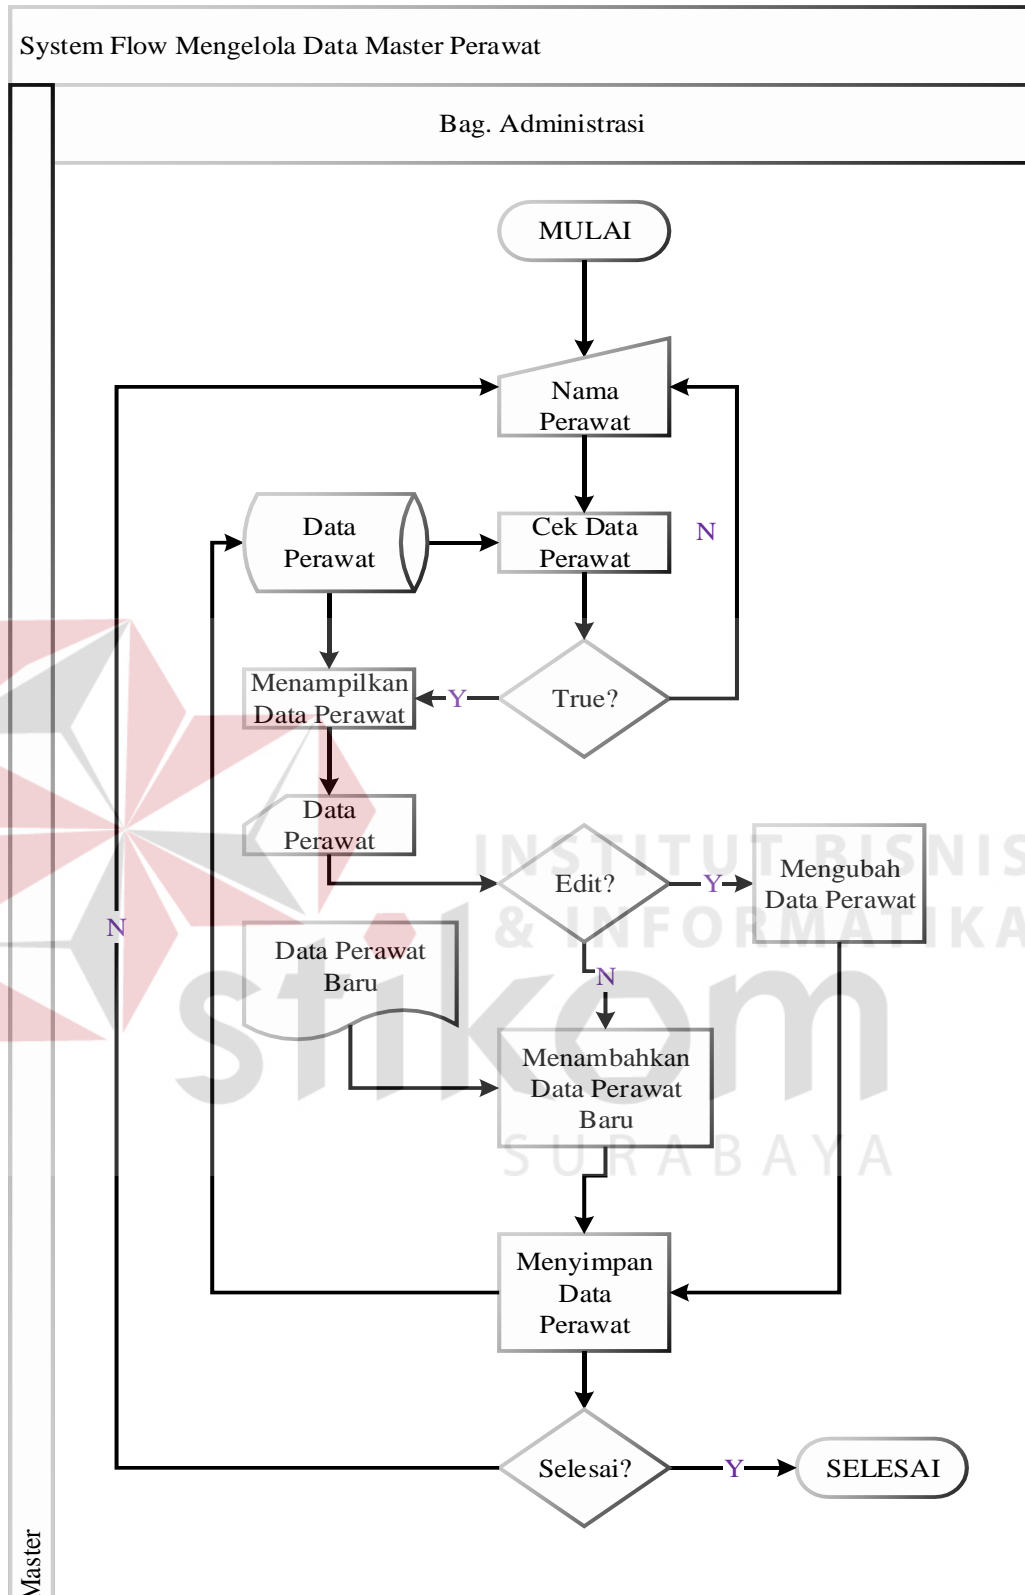 System Flow Mengelola Data Master Perawat
Bag. Administrasi
MULAI
Nama
Perawat
Data
Perawat
Cek Data
Perawat
N
Menampilkan
Data Perawat
Y
True?
Data
Perawat
Edit?
Y
Mengubah
Data Perawat
N
Data Perawat
Baru
N
Menambahkan
Data Perawat
Baru
Menyimpan
Data
Perawat
Selesai?
Y
SELESAI
Master
INSTITUT BISNIS
& INFORMATIKA
stikom
SURABAYA